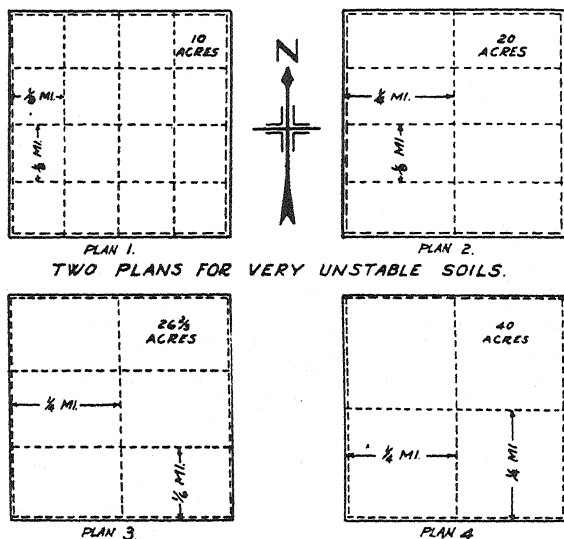 10
ACRES
⅛ MI.
⅛ MI.
PLAN 1.
N
20
ACRES
¼ MI.
⅛ MI.
PLAN 2.
TWO PLANS FOR VERY UNSTABLE SOILS.
26⅔
ACRES
¼ MI.
⅙ MI.
PLAN 3.
40
ACRES
¼ MI.
¼ MI.
PLAN 4